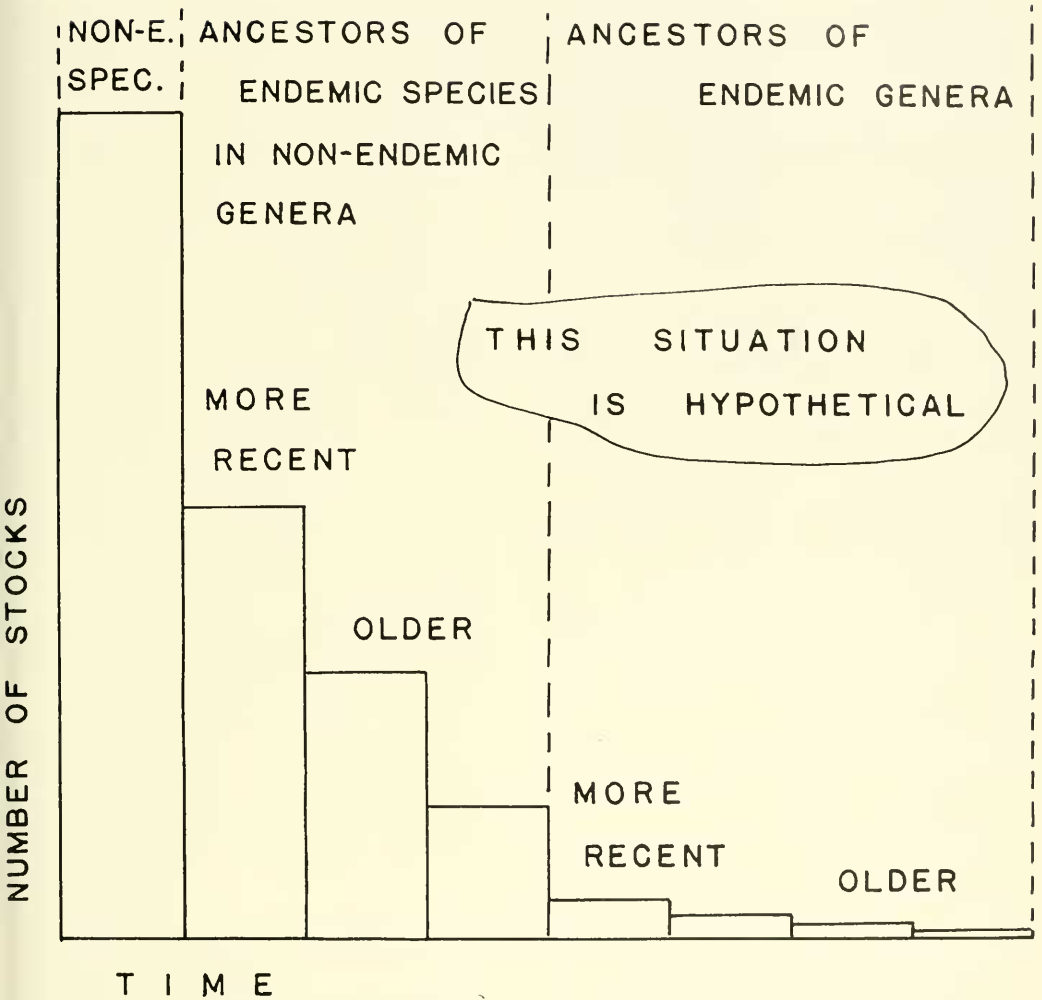 NON-E.
SPEC.
ANCESTORS OF
ENDEMIC SPECIES
IN NON-ENDEMIC
GENERA
ANCESTORS OF
ENDEMIC GENERA
THIS SITUATION
IS HYPOTHETICAL
MORE
RECENT
OLDER
MORE
RECENT
OLDER
NUMBER OF STOCKS
TIME